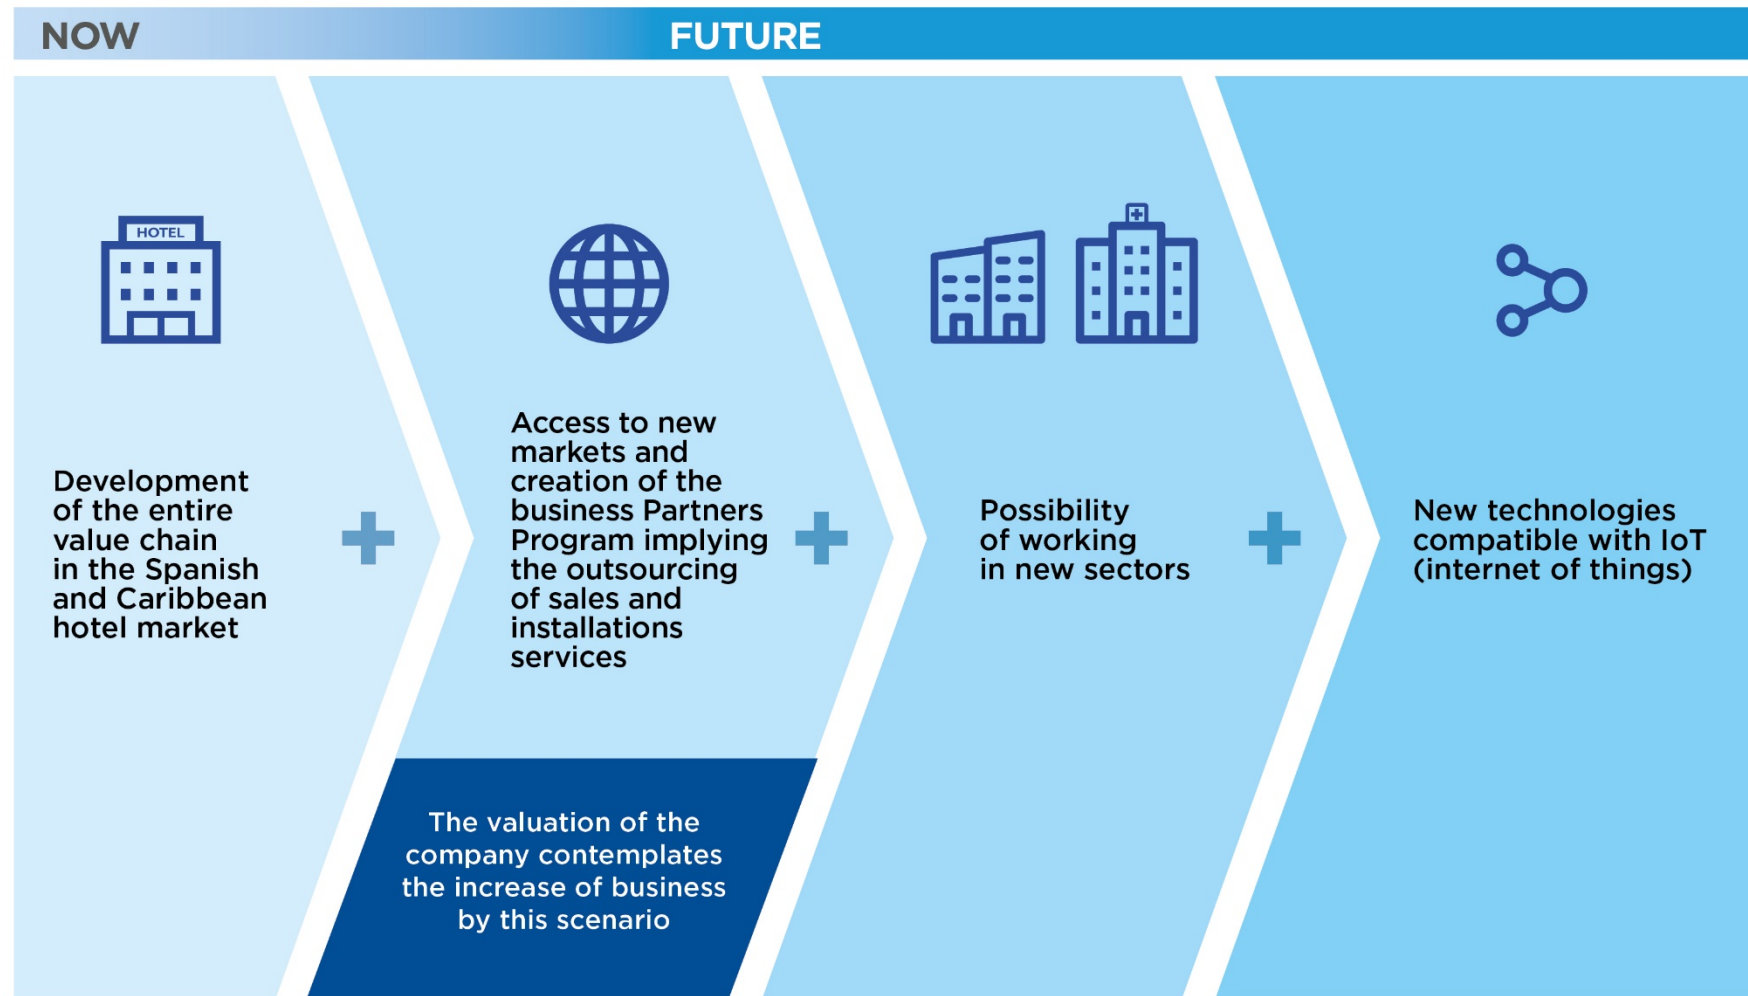 NOW
FUTURE
HOTEL
Development
of the entire
value chain
in the Spanish
and Caribbean
hotel market
Access to new
markets and
creation of the
business Partners
Program implying
the outsourcing
of sales and
installations
services
The valuation of the
company contemplates
the increase of business
by this scenario
Possibility
of working
in new sectors
New technologies
compatible with IoT
(internet of things)